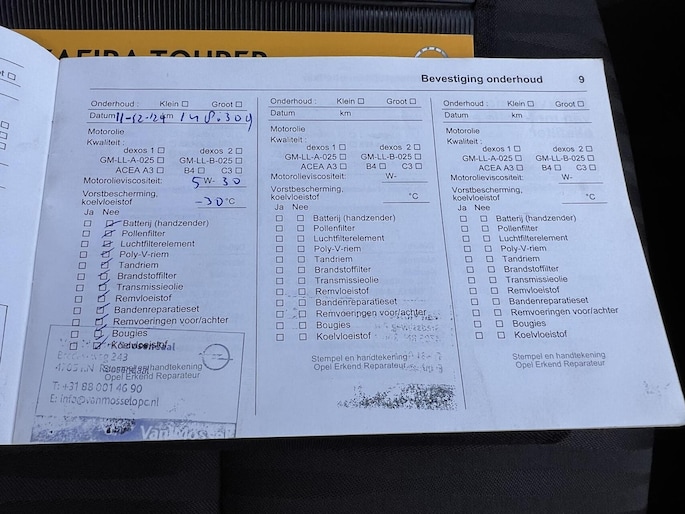 ZAFIRA TOURER
Bevestiging onderhoud 9
Onderhoud : Klein ☐ Groot ☐
Datum 11-12-24 km 148.309
Motorolie
Kwaliteit :
dexos 1 ☐ dexos 2 ☐
GM-LL-A-025 ☐ GM-LL-B-025 ☐
ACEA A3 ☐ B4 ☐ C3 ☐
Motorolieviscositeit: 5 W- 30
Vorstbescherming,
koelvloeistof -30 °C
Ja Nee
Batterij (handzender)
Pollenfilter
Luchtfilterelement
Poly-V-riem
Tandriem
Brandstoffilter
Transmissieolie
Remvloeistof
Bandenreparatieset
Remvoeringen voor/achter
Bougies
Koelvloeistof
Stempel en handtekening
Opel Erkend Reparateur
243
T: +31 88 001 46 90
E: info@vanmosselopc.nl
Onderhoud : Klein ☐ Groot ☐
Datum km
Motorolie
Kwaliteit :
dexos 1 ☐ dexos 2 ☐
GM-LL-A-025 ☐ GM-LL-B-025 ☐
ACEA A3 ☐ B4 ☐ C3 ☐
Motorolieviscositeit: W-
Vorstbescherming,
koelvloeistof °C
Ja Nee
Batterij (handzender)
Pollenfilter
Luchtfilterelement
Poly-V-riem
Tandriem
Brandstoffilter
Transmissieolie
Remvloeistof
Bandenreparatieset
Remvoeringen voor/achter
Bougies
Koelvloeistof
Stempel en handtekening
Opel Erkend Reparateur
Onderhoud : Klein ☐ Groot ☐
Datum km
Motorolie
Kwaliteit :
dexos 1 ☐ dexos 2 ☐
GM-LL-A-025 ☐ GM-LL-B-025 ☐
ACEA A3 ☐ B4 ☐ C3 ☐
Motorolieviscositeit: W-
Vorstbescherming,
koelvloeistof °C
Ja Nee
Batterij (handzender)
Pollenfilter
Luchtfilterelement
Poly-V-riem
Tandriem
Brandstoffilter
Transmissieolie
Remvloeistof
Bandenreparatieset
Remvoeringen voor/achter
Bougies
Koelvloeistof
Stempel en handtekening
Opel Erkend Reparateur